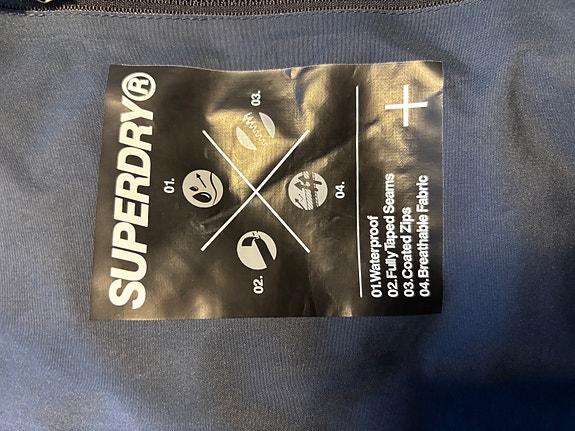 SUPERDRY®
03.
01.
04.
02.
01.Waterproof
02.Fully Taped Seams
03.Coated Zips
04.Breathable Fabric